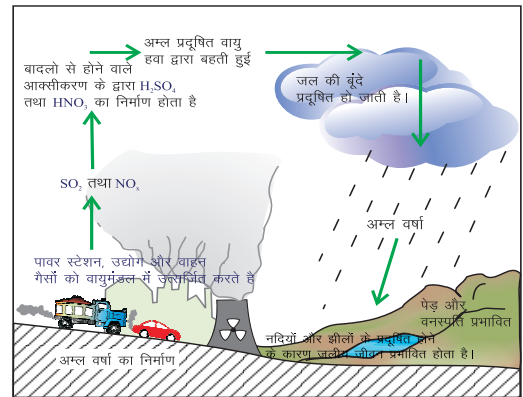 अम्ल प्रदूषित वायु
हवा द्वारा बहती हुई
बादलो से होने वाले
आक्सीकरण के द्वारा H₂SO₄
तथा HNO₃ का निर्माण होता है
जल की बूंदे
प्रदूषित हो जाती है।
SO₂ तथा NOₓ
अम्ल वर्षा
पावर स्टेशन, उद्योग और वाहन
गैसों को वायुमंडल में उत्सर्जित करते है
पेड़ और
वनस्पति प्रभावित
नदियों और झीलों के प्रदूषित होने
के कारण जलीय जीवन प्रभावित होता है।
अम्ल वर्षा का निर्माण